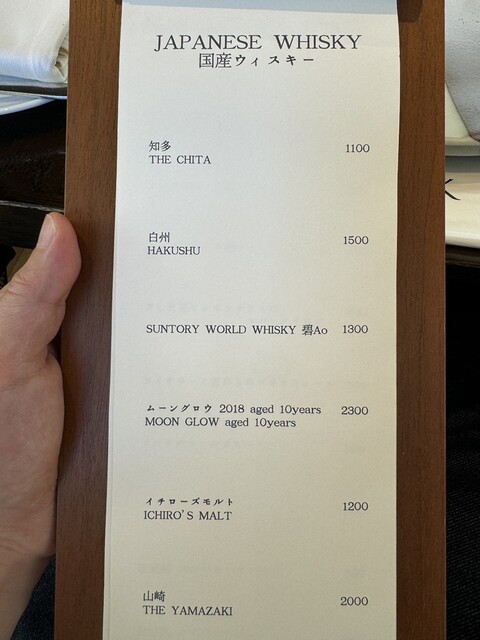 JAPANESE WHISKY
国産ウィスキー
知多 1100
THE CHITA
白州 1500
HAKUSHU
SUNTORY WORLD WHISKY 碧Ao 1300
ムーングロウ 2018 aged 10years 2300
MOON GLOW aged 10years
イチローズモルト 1200
ICHIRO'S MALT
山崎 2000
THE YAMAZAKI